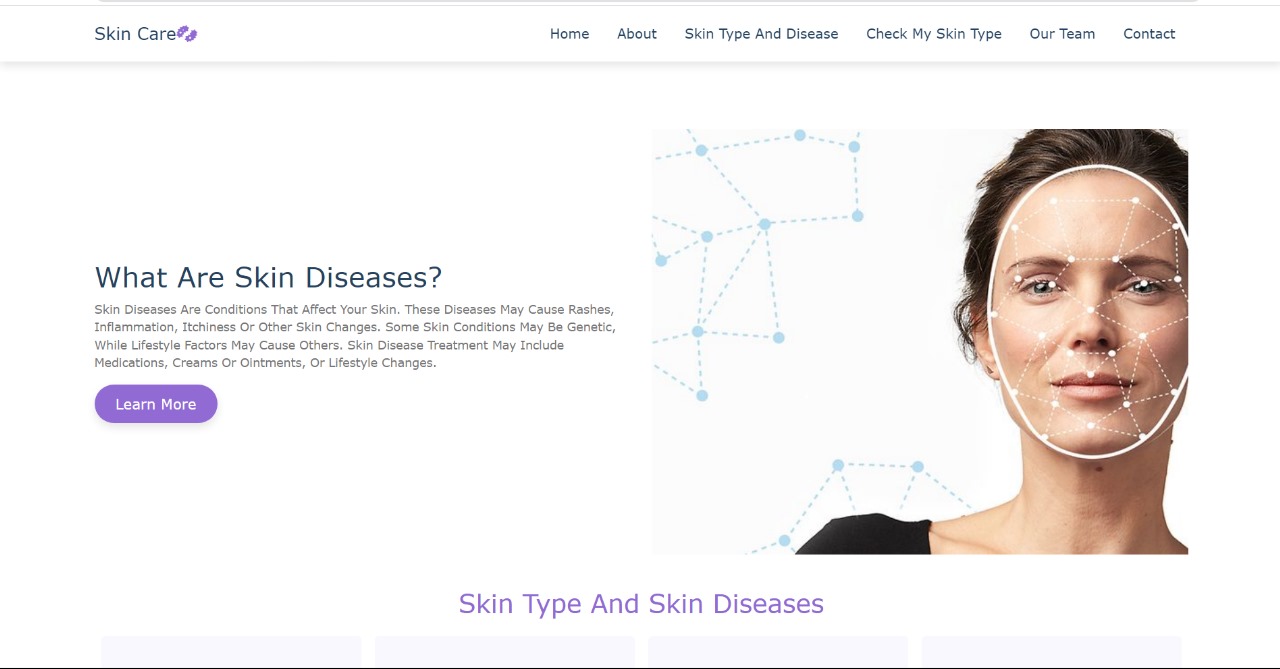 Skin Care
Home About Skin Type And Disease Check My Skin Type Our Team Contact
What Are Skin Diseases?
Skin Diseases Are Conditions That Affect Your Skin. These Diseases May Cause Rashes,
Inflammation, Itchiness Or Other Skin Changes. Some Skin Conditions May Be Genetic,
While Lifestyle Factors May Cause Others. Skin Disease Treatment May Include
Medications, Creams Or Ointments, Or Lifestyle Changes.
Learn More
Skin Type And Skin Diseases